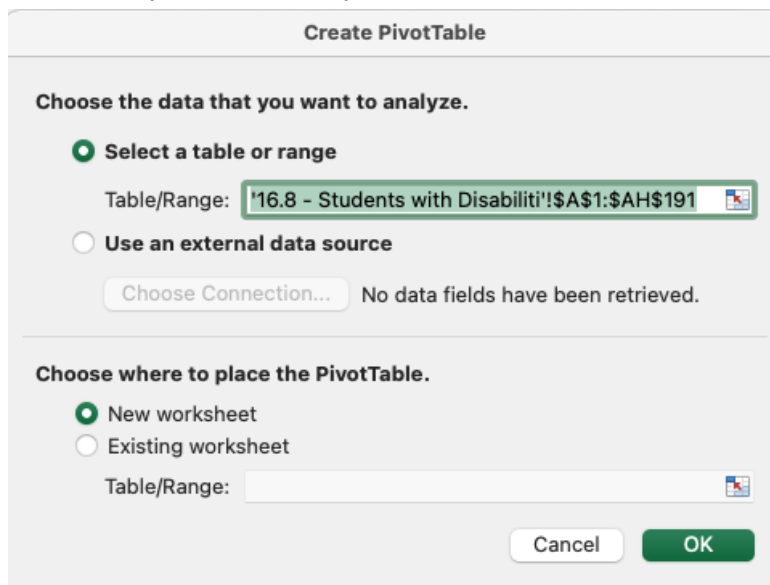 Create PivotTable
Choose the data that you want to analyze.
Select a table or range
Table/Range: '16.8 - Students with Disabiliti'!$A$1:$AH$191
Use an external data source
Choose Connection... No data fields have been retrieved.
Choose where to place the PivotTable.
New worksheet
Existing worksheet
Table/Range:
Cancel OK